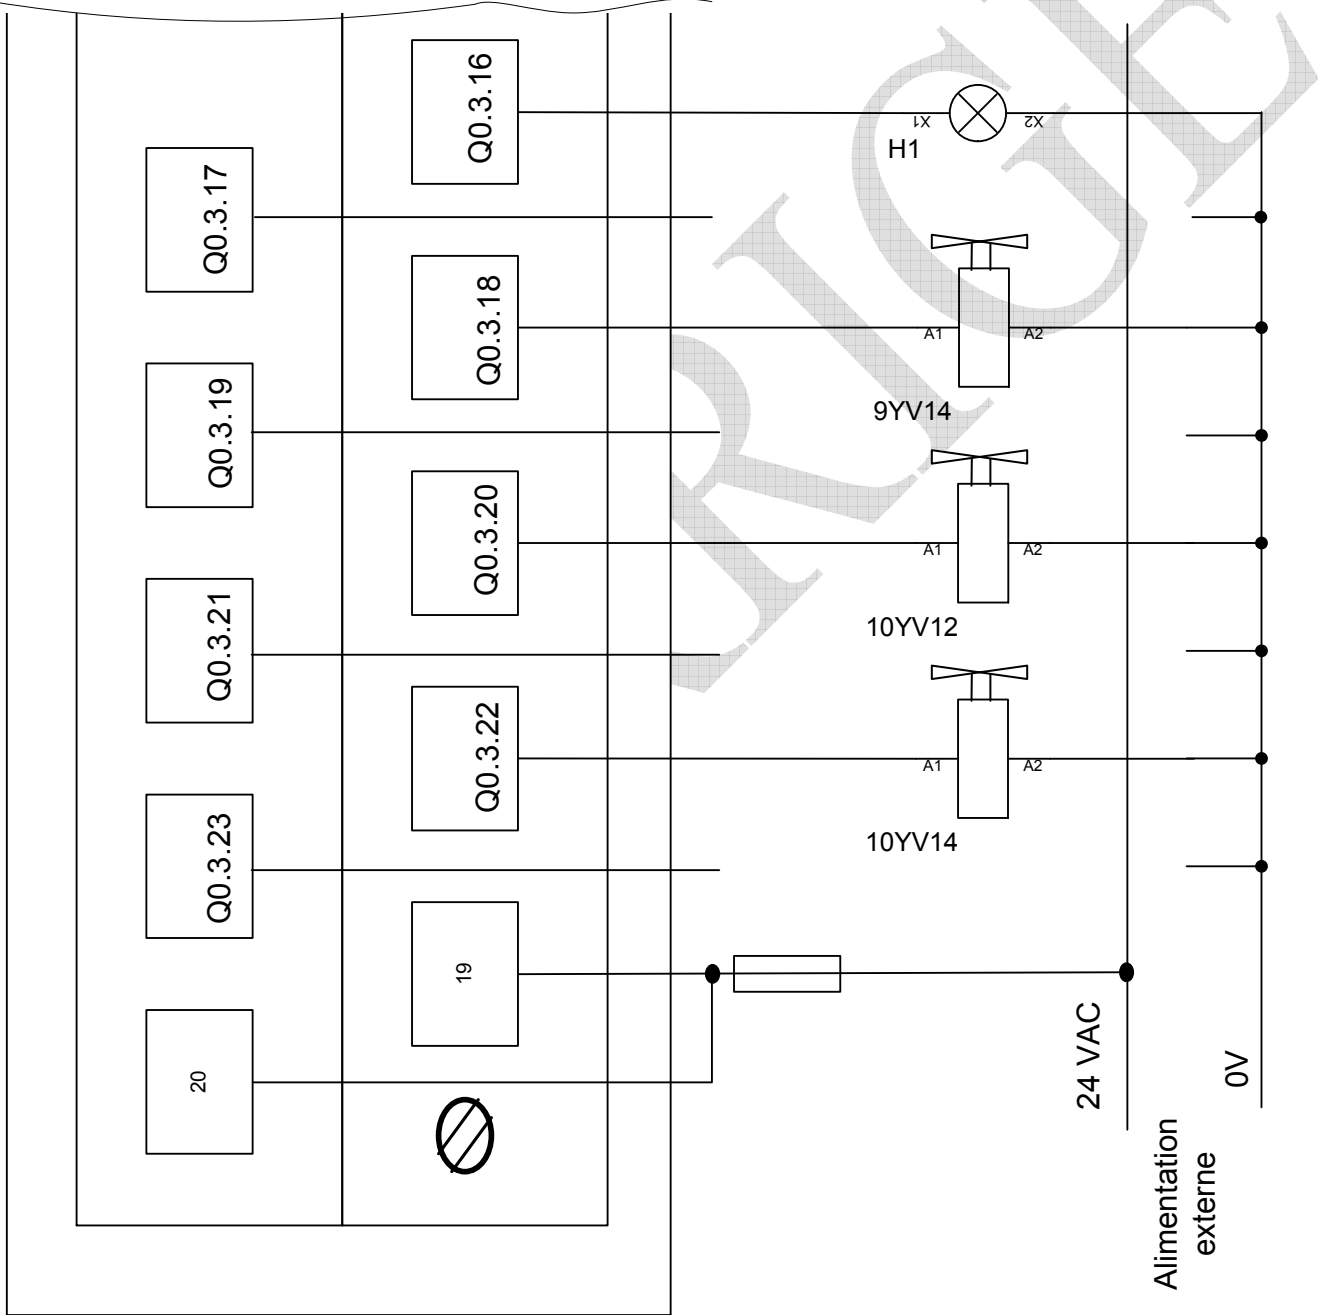 Q0.3.16
X1
X2
H1
Q0.3.17
Q0.3.18
A1
A2
9YV14
Q0.3.19
Q0.3.20
A1
A2
10YV12
Q0.3.21
Q0.3.22
A1
A2
10YV14
Q0.3.23
19
20
24 VAC
0V
Alimentation
externe
RIGE